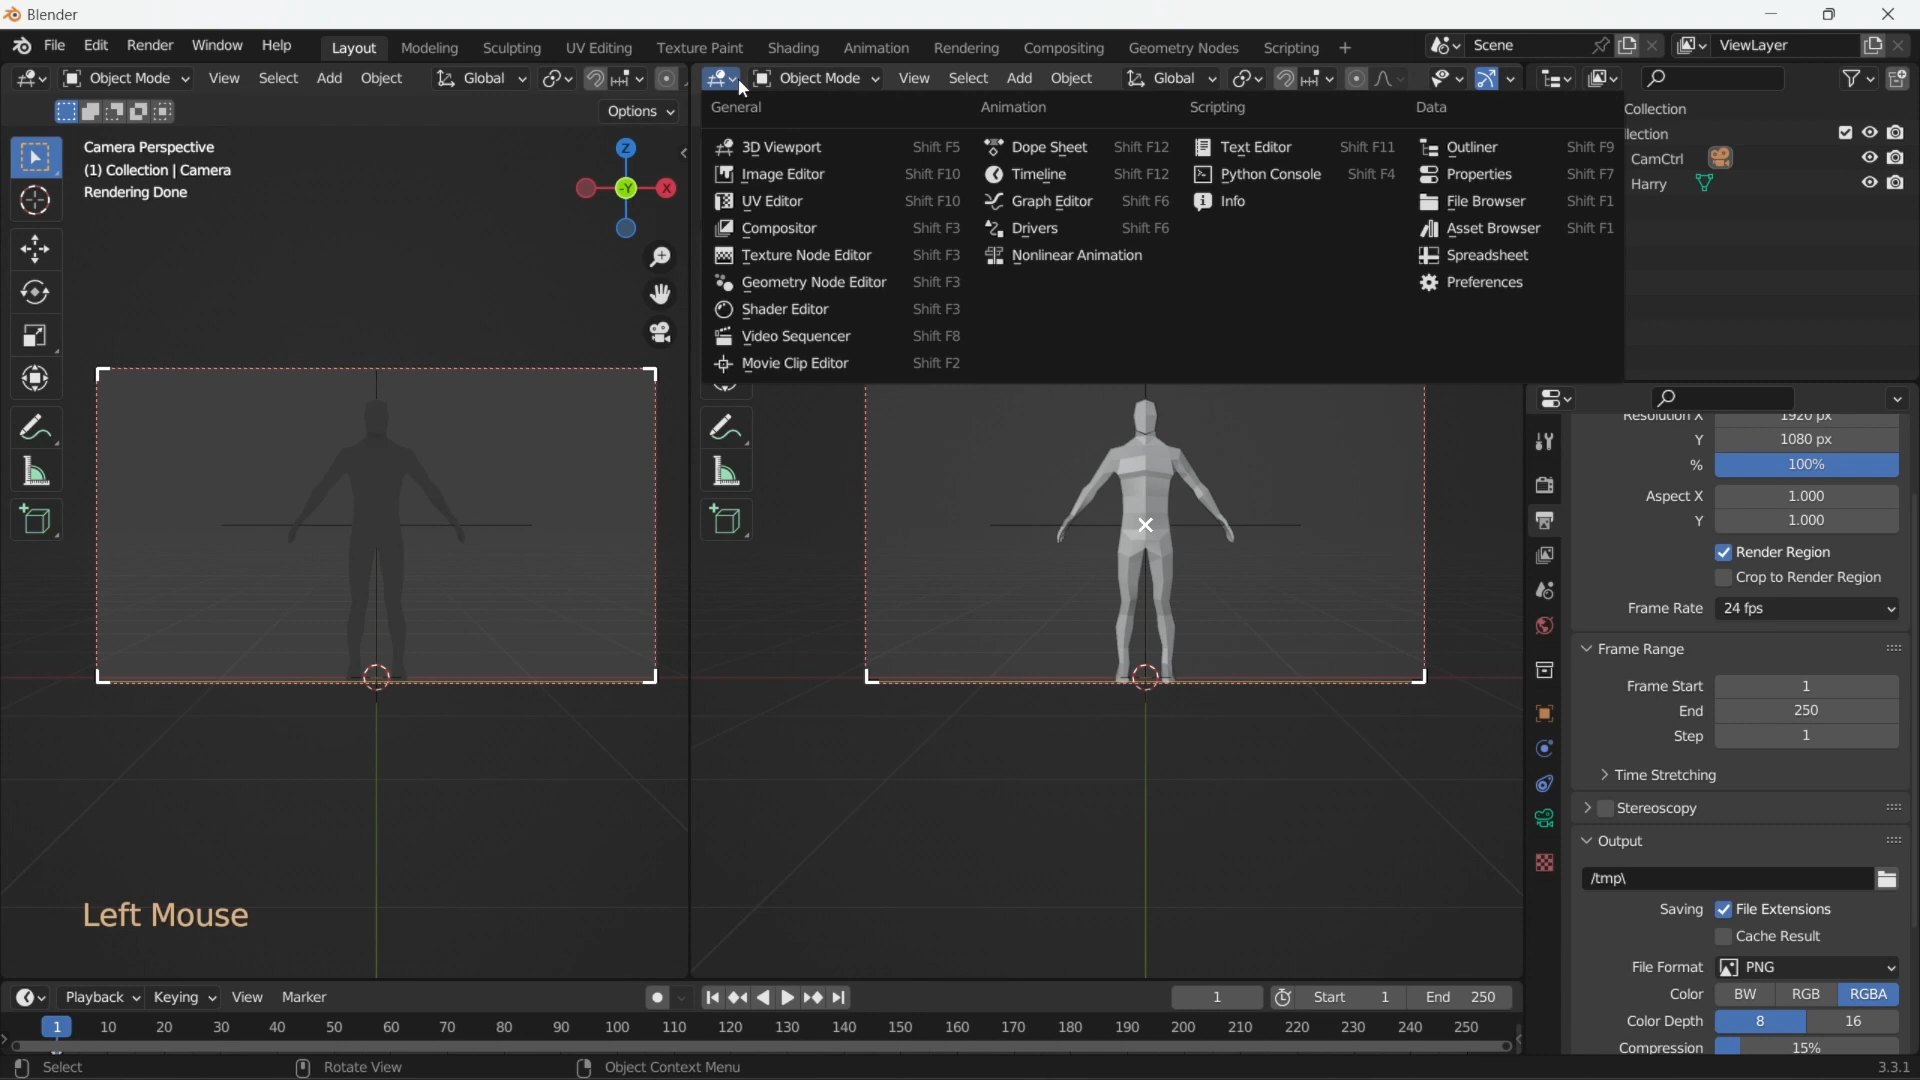 Blender
File Edit Render Window Help Layout Modeling Sculpting UV Editing Texture Paint Shading Animation Rendering Compositing Geometry Nodes Scripting + Scene ViewLayer
Object Mode View Select Add Object Global Object Mode View Select Add Object Global
Options
Camera Perspective
(1) Collection | Camera
Rendering Done
Z
-Y
X
General
3D Viewport Shift F5
Image Editor Shift F10
UV Editor Shift F10
Compositor Shift F3
Texture Node Editor Shift F3
Geometry Node Editor Shift F3
Shader Editor Shift F3
Video Sequencer Shift F8
Movie Clip Editor Shift F2
Animation
Dope Sheet Shift F12
Timeline Shift F12
Graph Editor Shift F6
Drivers Shift F6
Nonlinear Animation
Scripting
Text Editor Shift F11
Python Console Shift F4
Info
Data
Outliner Shift F9
Properties Shift F7
File Browser Shift F1
Asset Browser Shift F1
Spreadsheet
Preferences
Collection
lection
CamCtrl
Harry
Resolution X 1920 px
Y 1080 px
% 100%
Aspect X 1.000
Y 1.000
Render Region
Crop to Render Region
Frame Rate 24 fps
Frame Range
Frame Start 1
End 250
Step 1
Time Stretching
Stereoscopy
Output
/tmp\
Saving File Extensions
Cache Result
File Format PNG
Color BW RGB RGBA
Color Depth 8 16
Compression 15%
Left Mouse
Playback Keying View Marker 1 Start 1 End 250
1 10 20 30 40 50 60 70 80 90 100 110 120 130 140 150 160 170 180 190 200 210 220 230 240 250
Select Rotate View Object Context Menu 3.3.1